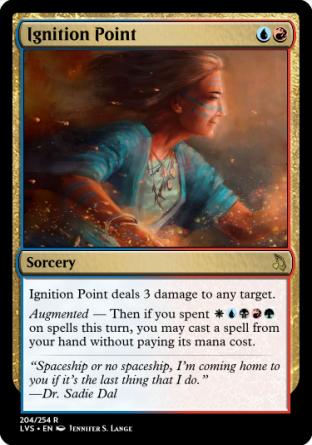 Ignition Point
Sorcery
Ignition Point deals 3 damage to any target.
Augmented — Then if you spent
on spells this turn, you may cast a spell from
your hand without paying its mana cost.
“Spaceship or no spaceship, I’m coming home to
you if it’s the last thing that I do.”
—Dr. Sadie Dal
204/254 R
LVS • EN Jennifer S. Lange